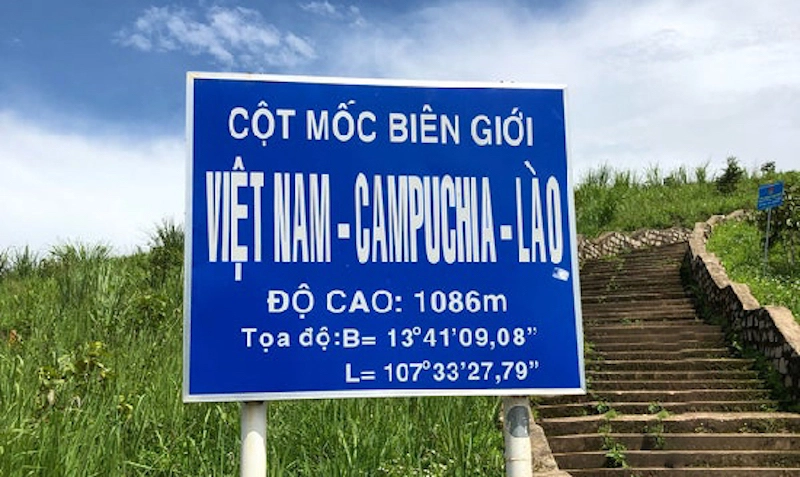 CỘT MỐC BIÊN GIỚI
VIỆT NAM - CAMPUCHIA - LÀO
ĐỘ CAO: 1086m
Tọa độ:B= 13°41'09,08"
L= 107°33'27,79"